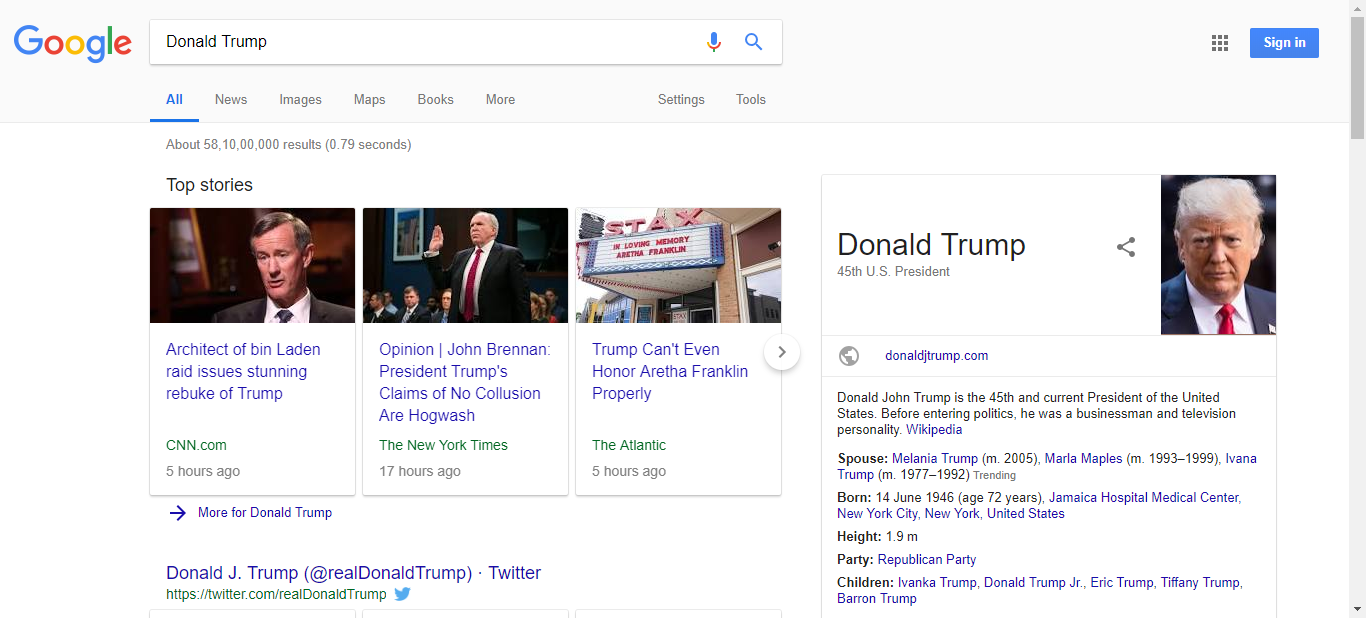 Google
Donald Trump
Sign in
All
News
Images
Maps
Books
More
Settings
Tools
About 58,10,00,000 results (0.79 seconds)
Top stories
STAX
IN LOVING MEMORY
ARETHA FRANKLIN
STAX
Architect of bin Laden
raid issues stunning
rebuke of Trump
CNN.com
5 hours ago
Opinion | John Brennan:
President Trump's
Claims of No Collusion
Are Hogwash
The New York Times
17 hours ago
Trump Can't Even
Honor Aretha Franklin
Properly
The Atlantic
5 hours ago
More for Donald Trump
Donald J. Trump (@realDonaldTrump) · Twitter
https://twitter.com/realDonaldTrump
Donald Trump
45th U.S. President
donaldjtrump.com
Donald John Trump is the 45th and current President of the United
States. Before entering politics, he was a businessman and television
personality. Wikipedia
Spouse: Melania Trump (m. 2005), Marla Maples (m. 1993–1999), Ivana
Trump (m. 1977–1992) Trending
Born: 14 June 1946 (age 72 years), Jamaica Hospital Medical Center,
New York City, New York, United States
Height: 1.9 m
Party: Republican Party
Children: Ivanka Trump, Donald Trump Jr., Eric Trump, Tiffany Trump,
Barron Trump